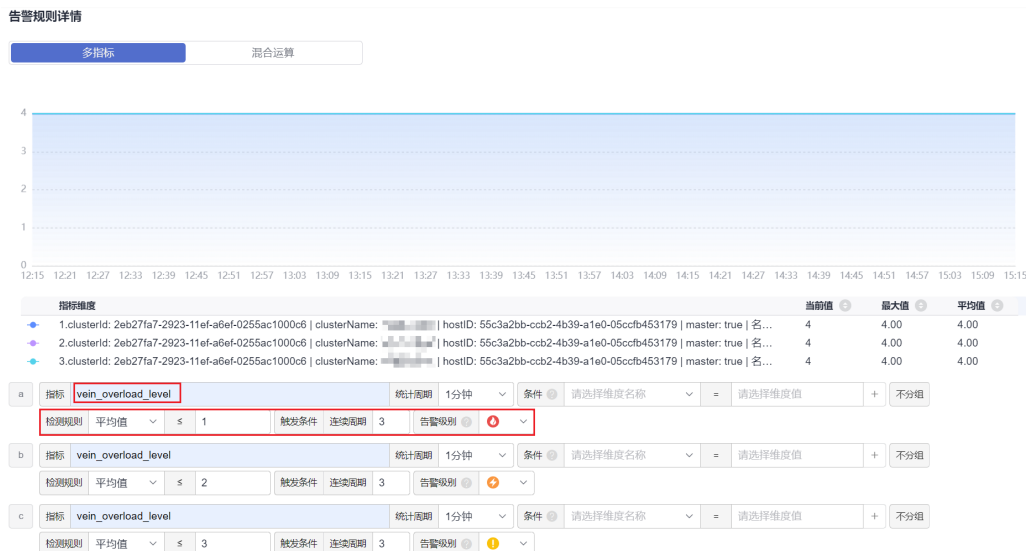 告警规则详情
多指标 混合运算
4
3
2
1
0
12:15 12:21 12:27 12:33 12:39 12:45 12:51 12:57 13:03 13:09 13:15 13:21 13:27 13:33 13:39 13:45 13:51 13:57 14:03 14:09 14:15 14:21 14:27 14:33 14:39 14:45 14:51 14:57 15:03 15:09 15:15
指标维度 当前值 最大值 平均值
1.clusterId: 2eb27fa7-2923-11ef-a6ef-0255ac1000c6 | clusterName: | hostID: 55c3a2bb-ccb2-4b39-a1e0-05ccfb453179 | master: true | 名... 4 4.00 4.00
2.clusterId: 2eb27fa7-2923-11ef-a6ef-0255ac1000c6 | clusterName: | hostID: 55c3a2bb-ccb2-4b39-a1e0-05ccfb453179 | master: true | 名... 4 4.00 4.00
3.clusterId: 2eb27fa7-2923-11ef-a6ef-0255ac1000c6 | clusterName: | hostID: 55c3a2bb-ccb2-4b39-a1e0-05ccfb453179 | master: true | 名... 4 4.00 4.00
a 指标 vein_overload_level 统计周期 1分钟 条件 请选择维度名称 = 请选择维度值 + 不分组
检测规则 平均值 ≤ 1 触发条件 连续周期 3 告警级别
b 指标 vein_overload_level 统计周期 1分钟 条件 请选择维度名称 = 请选择维度值 + 不分组
检测规则 平均值 ≤ 2 触发条件 连续周期 3 告警级别
c 指标 vein_overload_level 统计周期 1分钟 条件 请选择维度名称 = 请选择维度值 + 不分组
检测规则 平均值 ≤ 3 触发条件 连续周期 3 告警级别